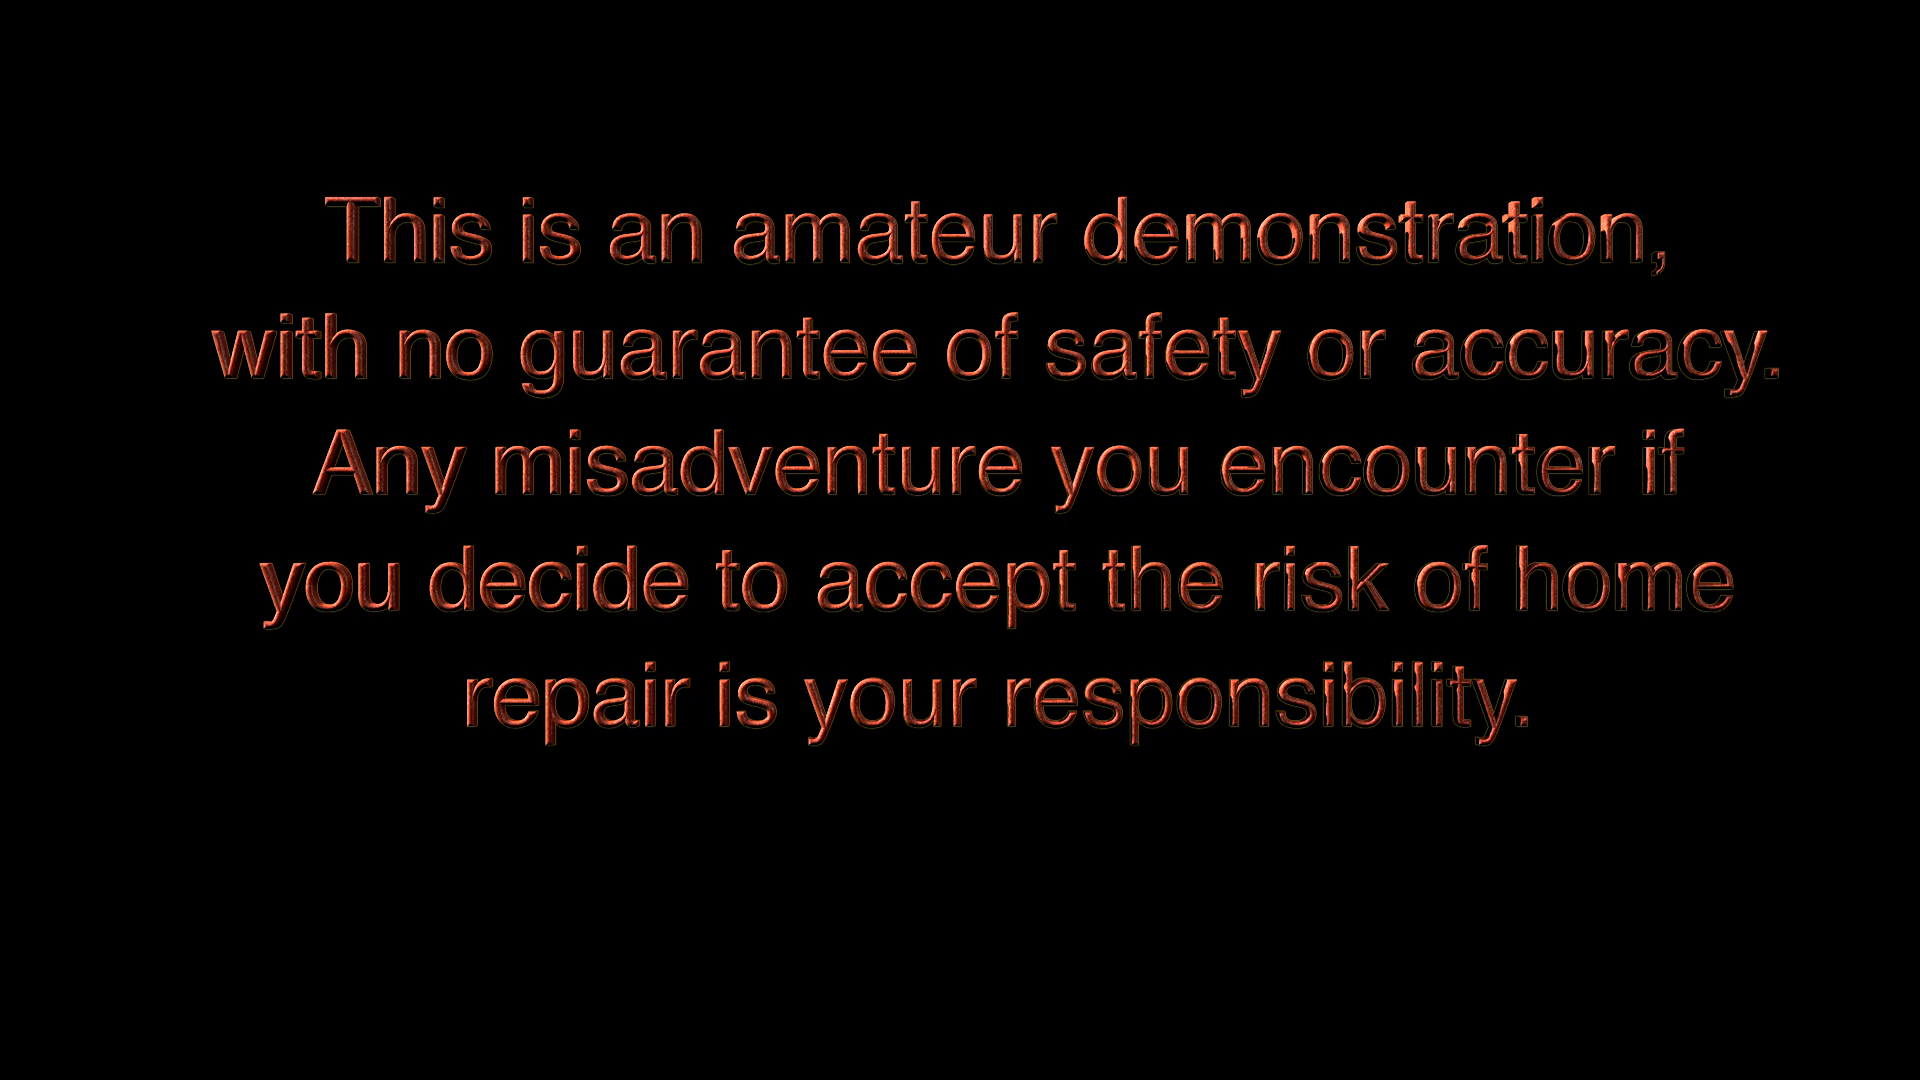 This is an amateur demonstration,
with no guarantee of safety or accuracy.
Any misadventure you encounter if
you decide to accept the risk of home
repair is your responsibility.